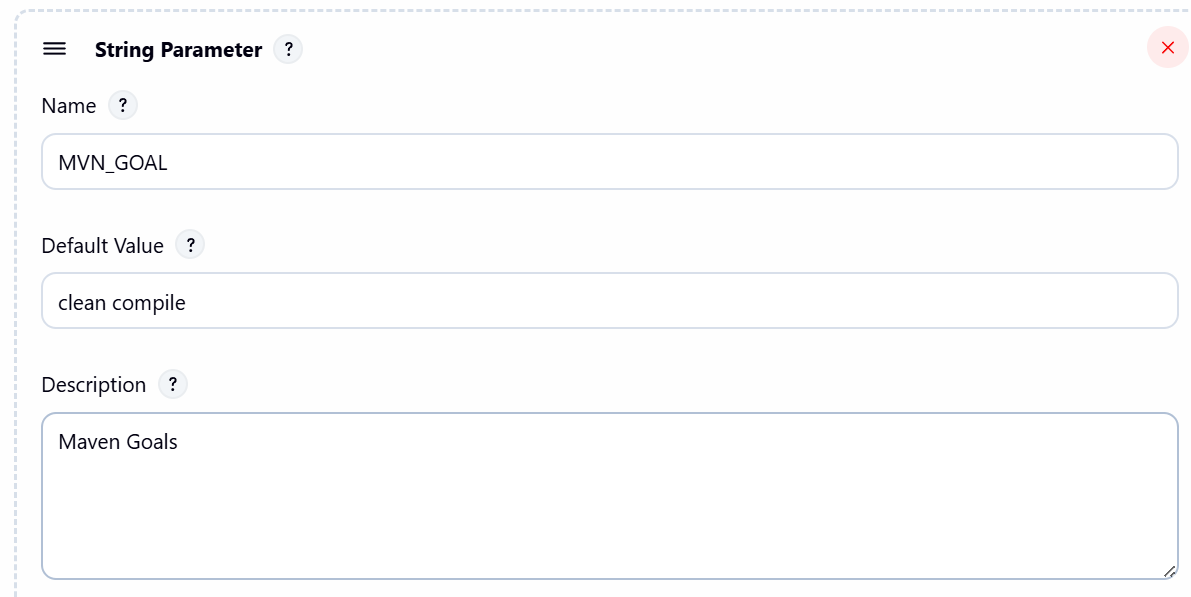 String Parameter ?
Name ?
MVN_GOAL
Default Value ?
clean compile
Description ?
Maven Goals